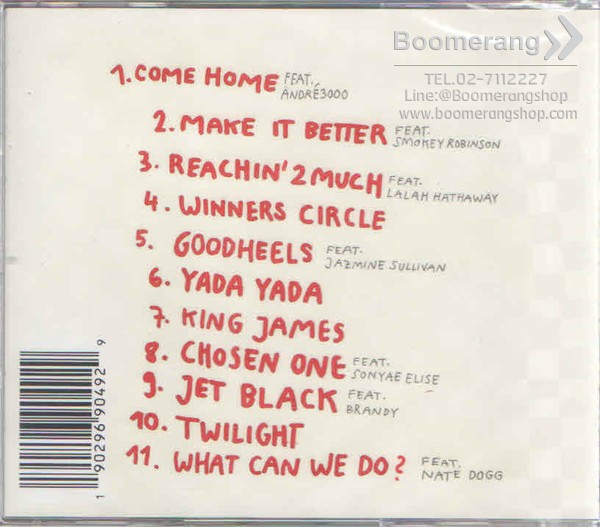 Boomerang
TEL.02-7112227
Line:@Boomerangshop
www.boomerangshop.com
1. COME HOME FEAT.
ANDRÉ3000
2. MAKE IT BETTER FEAT.
SMOKEY ROBINSON
3. REACHIN' 2 MUCH FEAT.
LALAH HATHAWAY
4. WINNERS CIRCLE
5. GOODHEELS FEAT.
JAZMINE SULLIVAN
6. YADA YADA
7. KING JAMES
8. CHOSEN ONE FEAT.
SONYAE ELISE
9. JET BLACK FEAT.
BRANDY
10. TWILIGHT
11. WHAT CAN WE DO? FEAT.
NATE DOGG
1 90296 90492 9